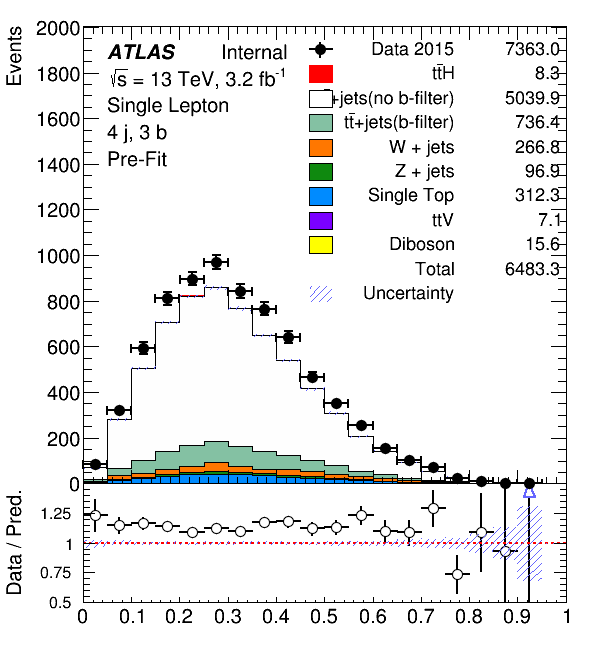 Events
2000
1800
1600
1400
1200
1000
800
600
400
200
0
ATLAS Internal
√s = 13 TeV, 3.2 fb-1
Single Lepton
4 j, 3 b
Pre-Fit
Data 2015 7363.0
tt̄H 8.3
+jets(no b-filter) 5039.9
tt̄+jets(b-filter) 736.4
W + jets 266.8
Z + jets 96.9
Single Top 312.3
ttV 7.1
Diboson 15.6
Total 6483.3
Uncertainty
Data / Pred.
1.25
1
0.75
0.5
0 0.1 0.2 0.3 0.4 0.5 0.6 0.7 0.8 0.9 1